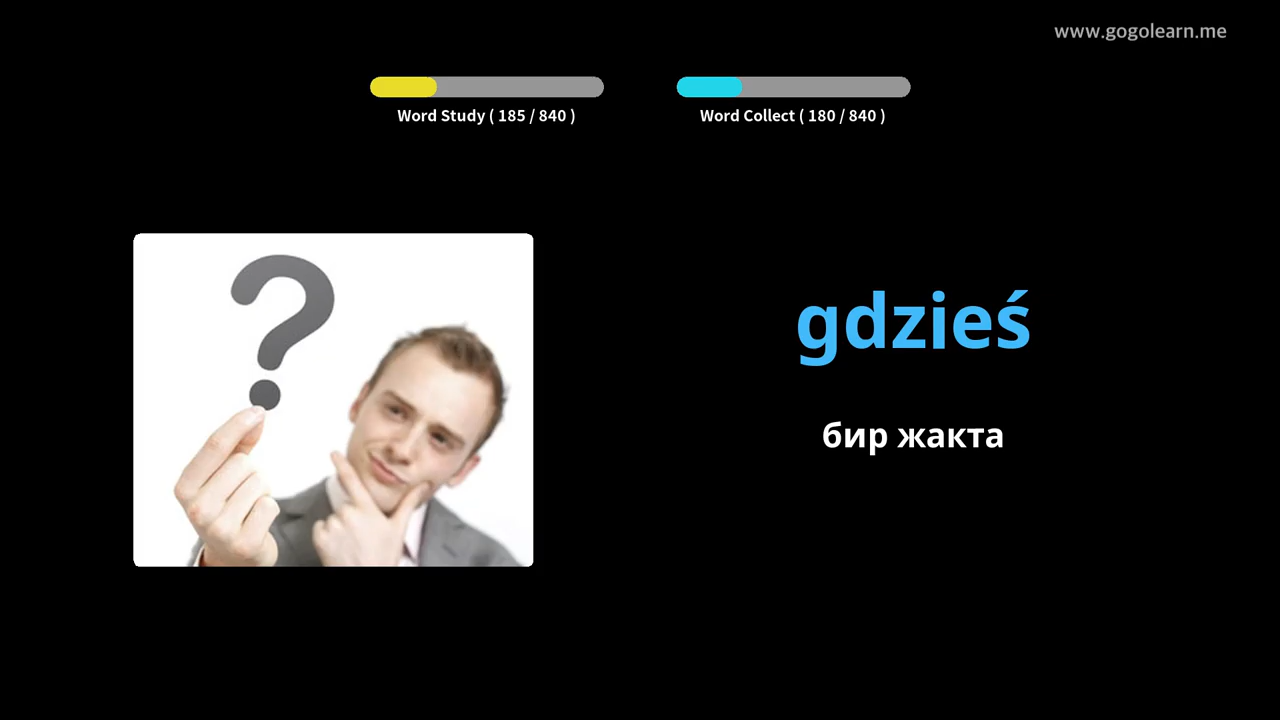 www.gogolearn.me
Word Study ( 185 / 840 )
Word Collect ( 180 / 840 )
?
gdzieś
бир жакта